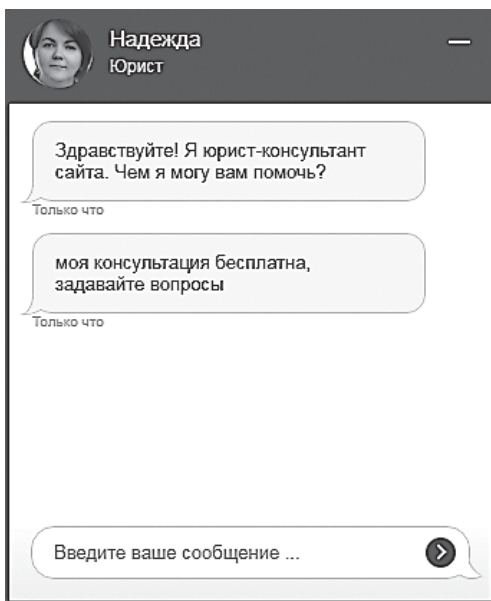 Надежда
Юрист
Здравствуйте! Я юрист-консультант
сайта. Чем я могу вам помочь?
Только что
моя консультация бесплатна,
задавайте вопросы
Только что
Введите ваше сообщение ...